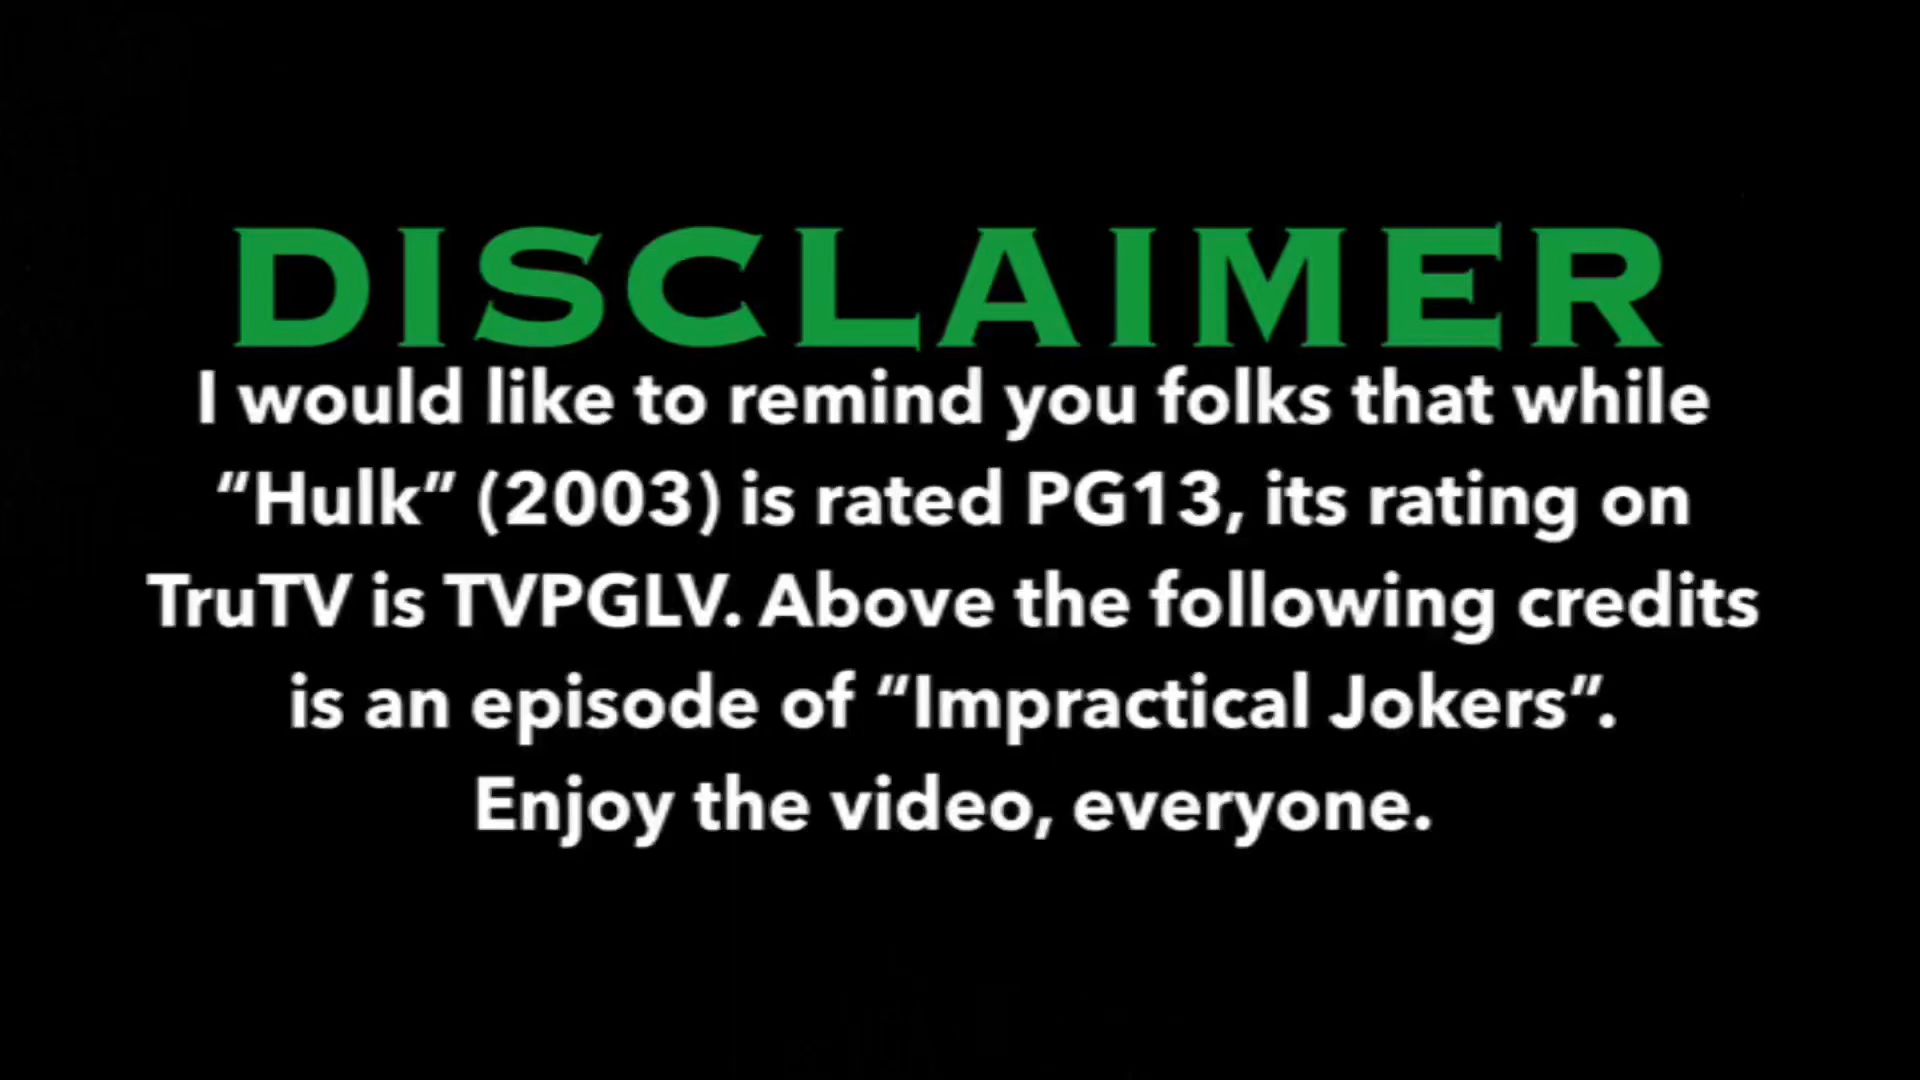 DISCLAIMER
I would like to remind you folks that while
“Hulk” (2003) is rated PG13, its rating on
TruTV is TVPGLV. Above the following credits
is an episode of “Impractical Jokers”.
Enjoy the video, everyone.